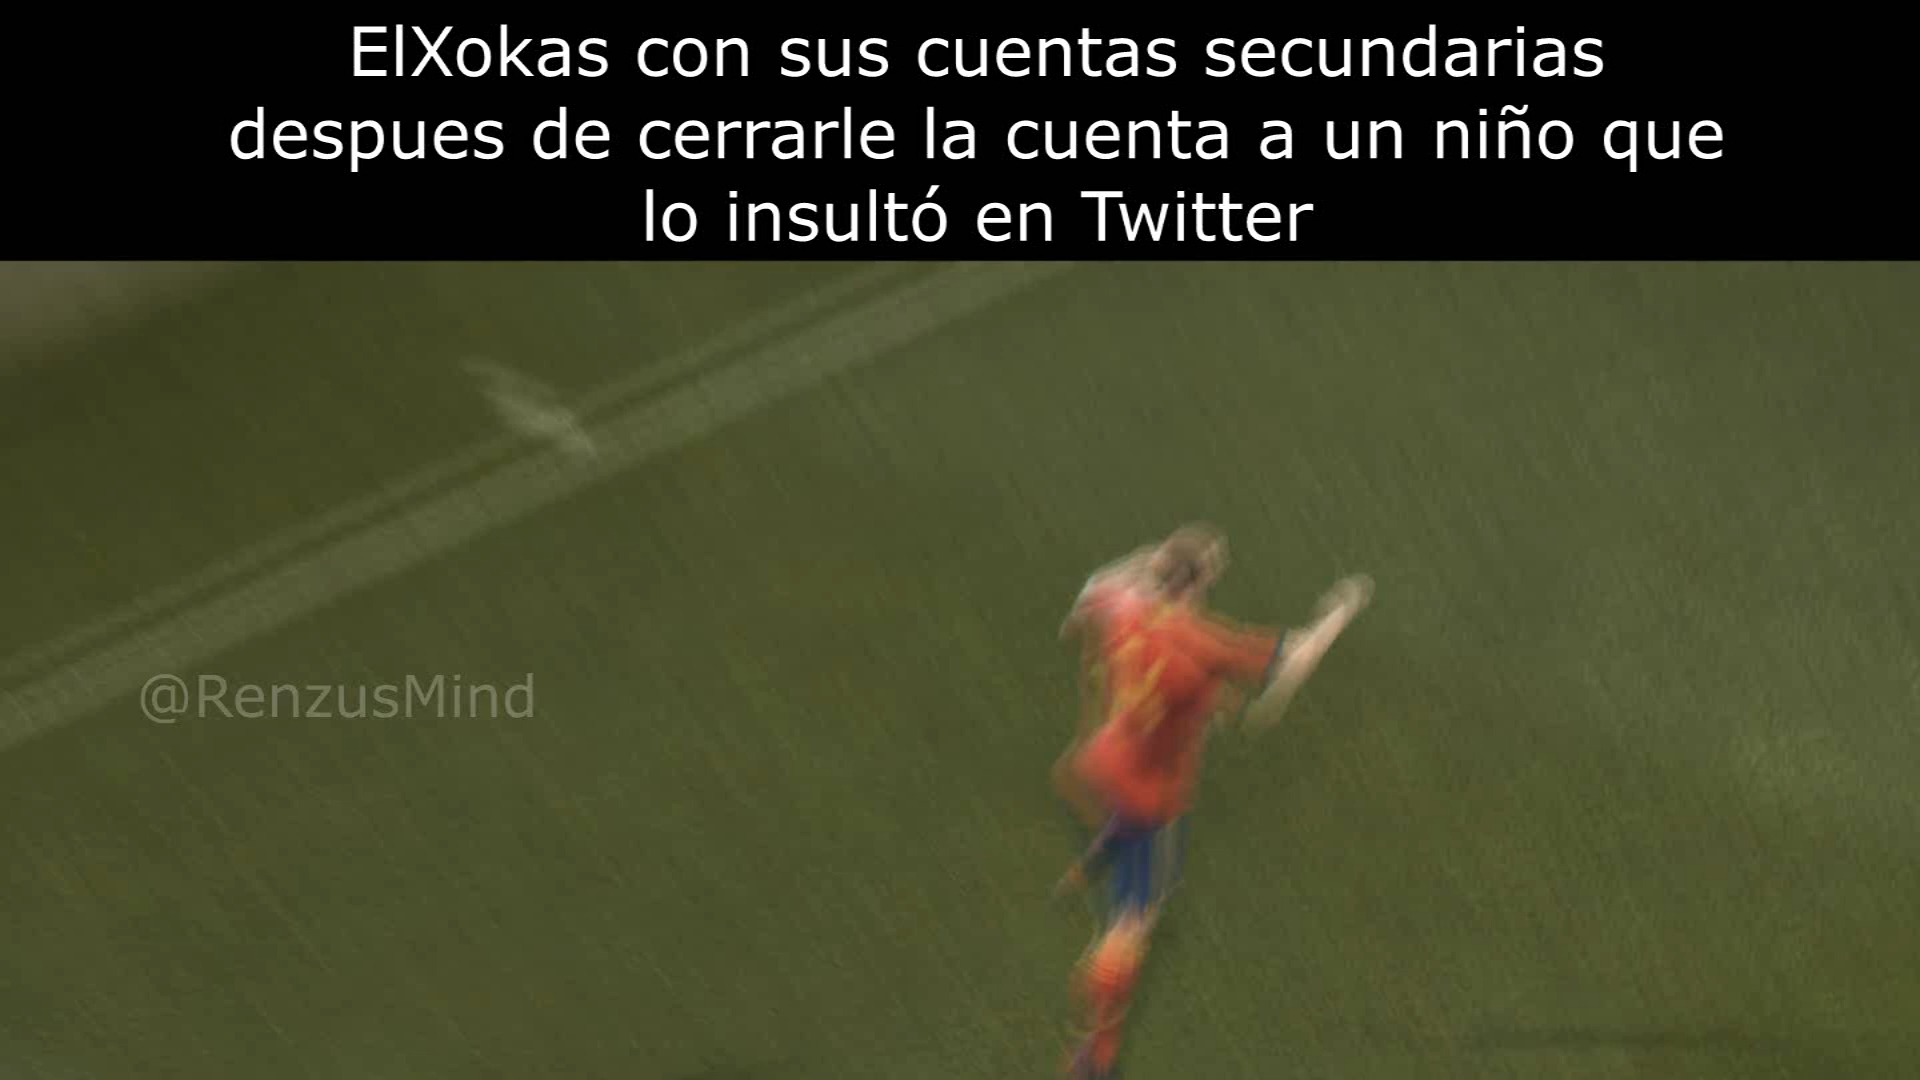 ElXokas con sus cuentas secundarias
despues de cerrarle la cuenta a un niño que
lo insultó en Twitter
@RenzusMind